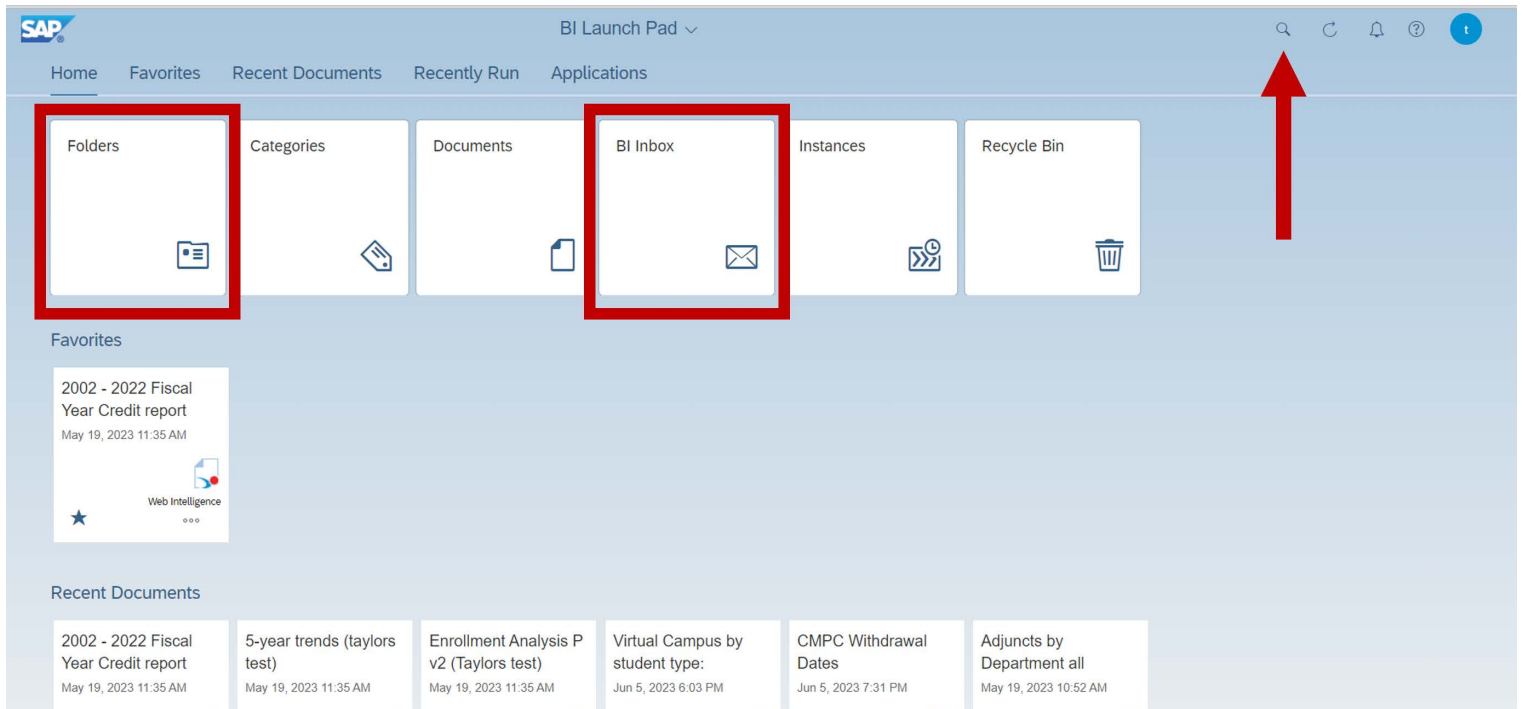 SAP
BI Launch Pad
t
Home Favorites Recent Documents Recently Run Applications
Folders Categories Documents BI Inbox Instances Recycle Bin
Favorites
2002 - 2022 Fiscal
Year Credit report
May 19, 2023 11:35 AM
Web Intelligence
Recent Documents
2002 - 2022 Fiscal
Year Credit report
May 19, 2023 11:35 AM
5-year trends (taylors
test)
May 19, 2023 11:35 AM
Enrollment Analysis P
v2 (Taylors test)
May 19, 2023 11:35 AM
Virtual Campus by
student type:
Jun 5, 2023 6:03 PM
CMPC Withdrawal
Dates
Jun 5, 2023 7:31 PM
Adjuncts by
Department all
May 19, 2023 10:52 AM